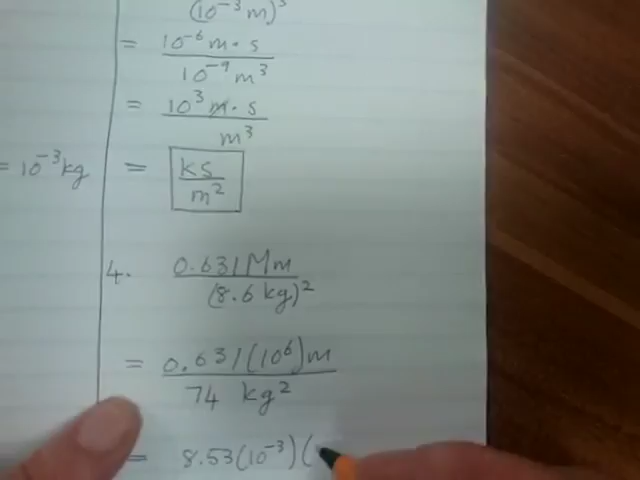 (10⁻³ m)³
= 10⁻⁶ m · s / 10⁻⁹ m³
= 10³ m · s / m³
= 10⁻³ kg
= ks / m²
4. 0.631 Mm / (8.6 kg)²
= 0.631(10⁶) m / 74 kg²
= 8.53(10⁻³)(